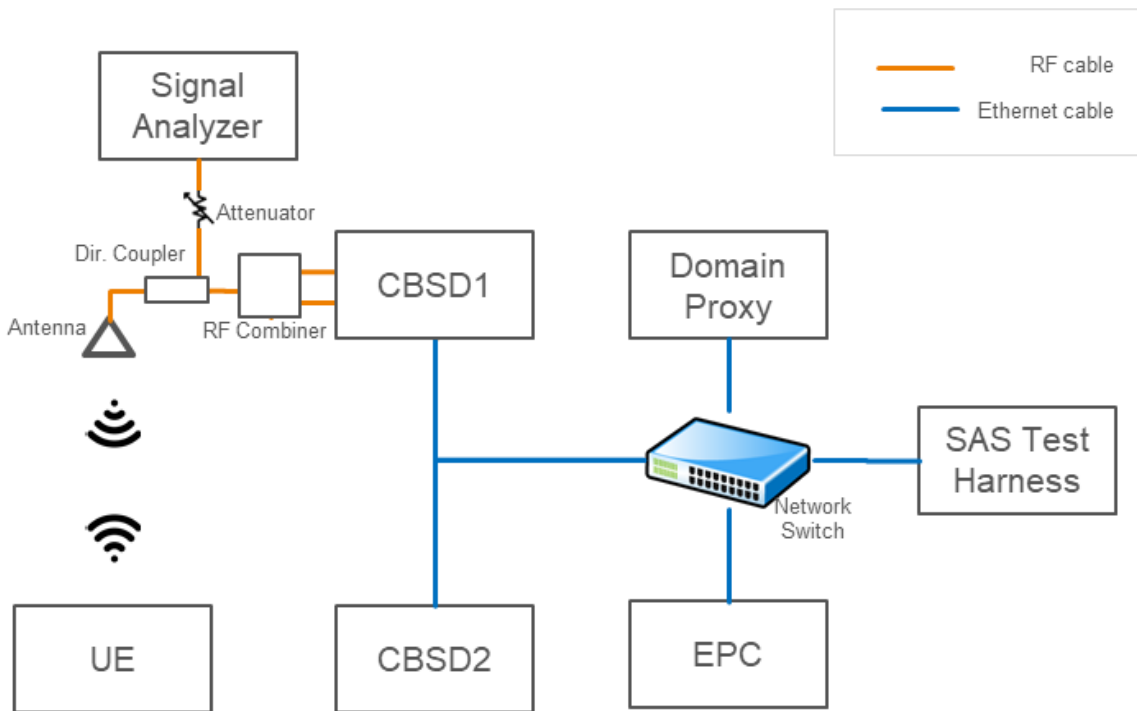 Signal
Analyzer
RF cable
Ethernet cable
Attenuator
Dir. Coupler
CBSD1
Domain
Proxy
Antenna
RF Combiner
SAS Test
Harness
Network
Switch
UE
CBSD2
EPC